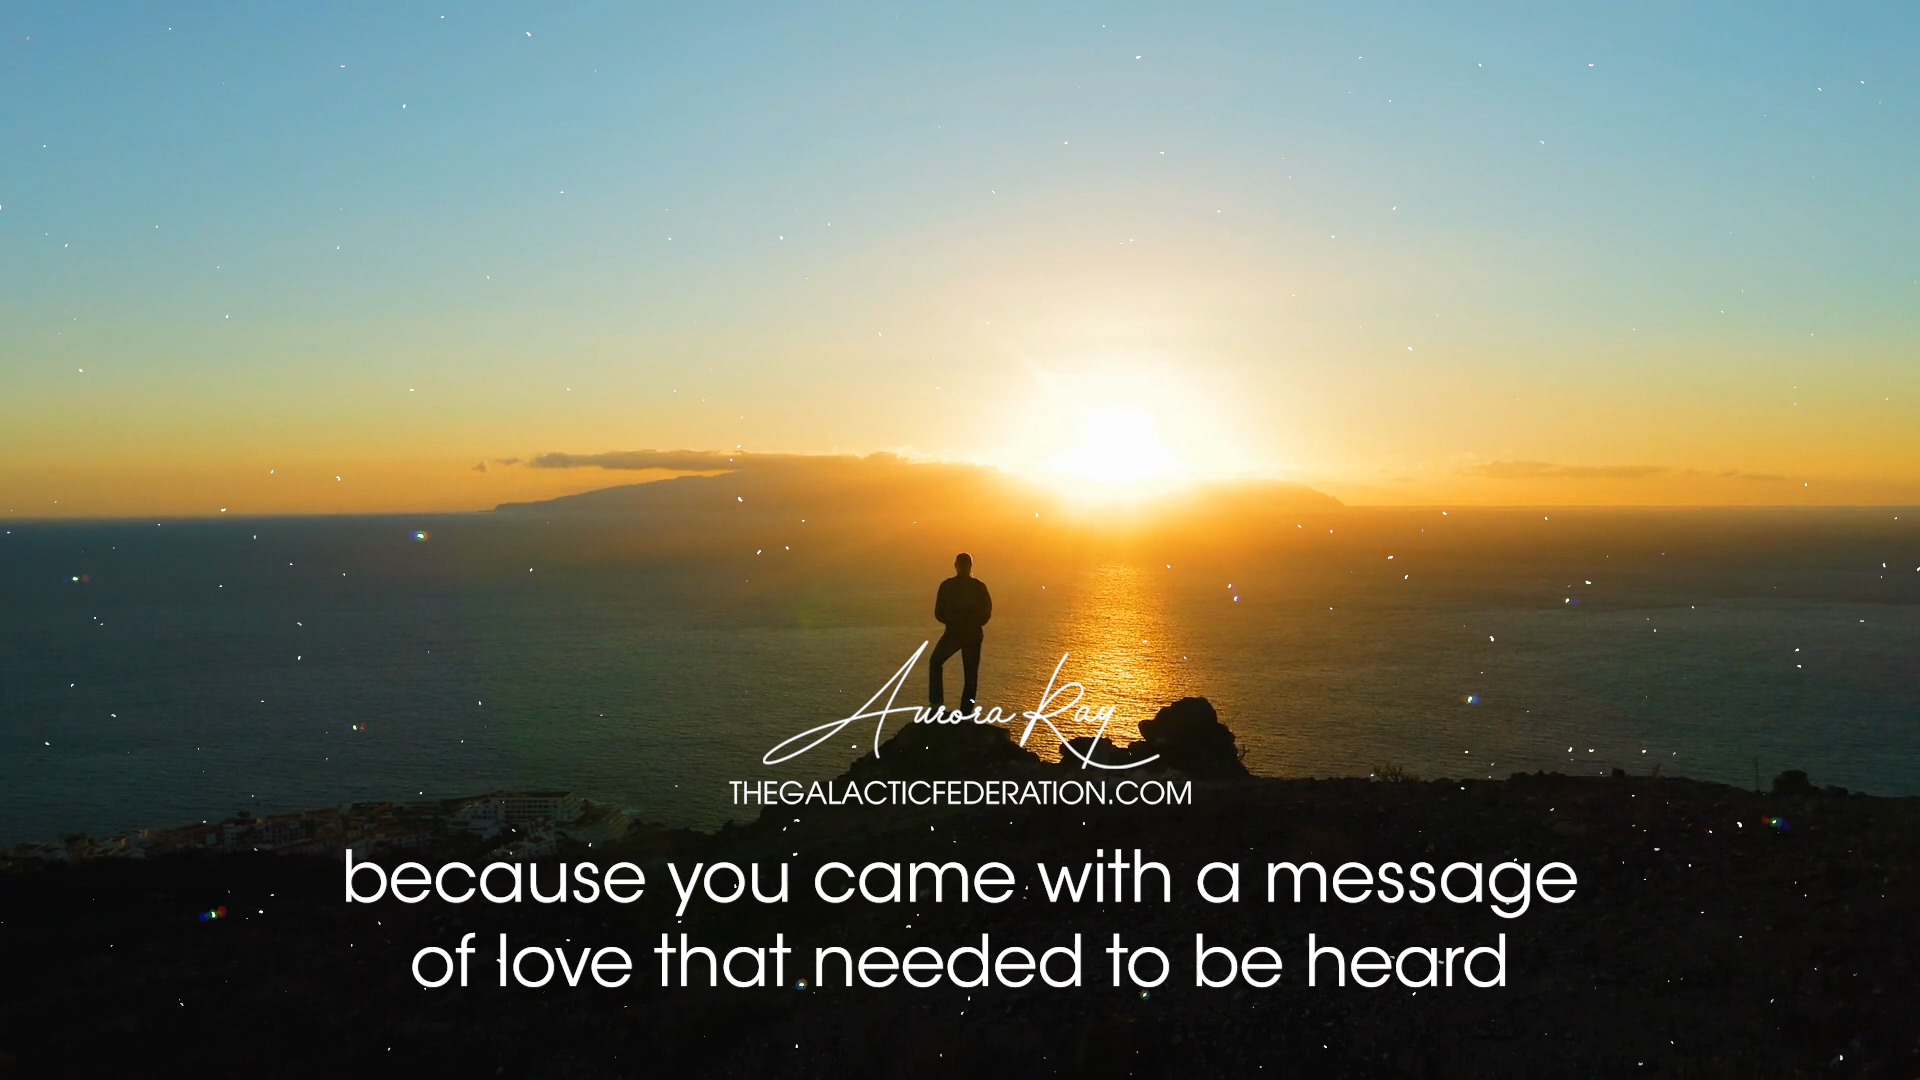 Aurora Ray
THEGALACTICFEDERATION.COM
because you came with a message
of love that needed to be heard